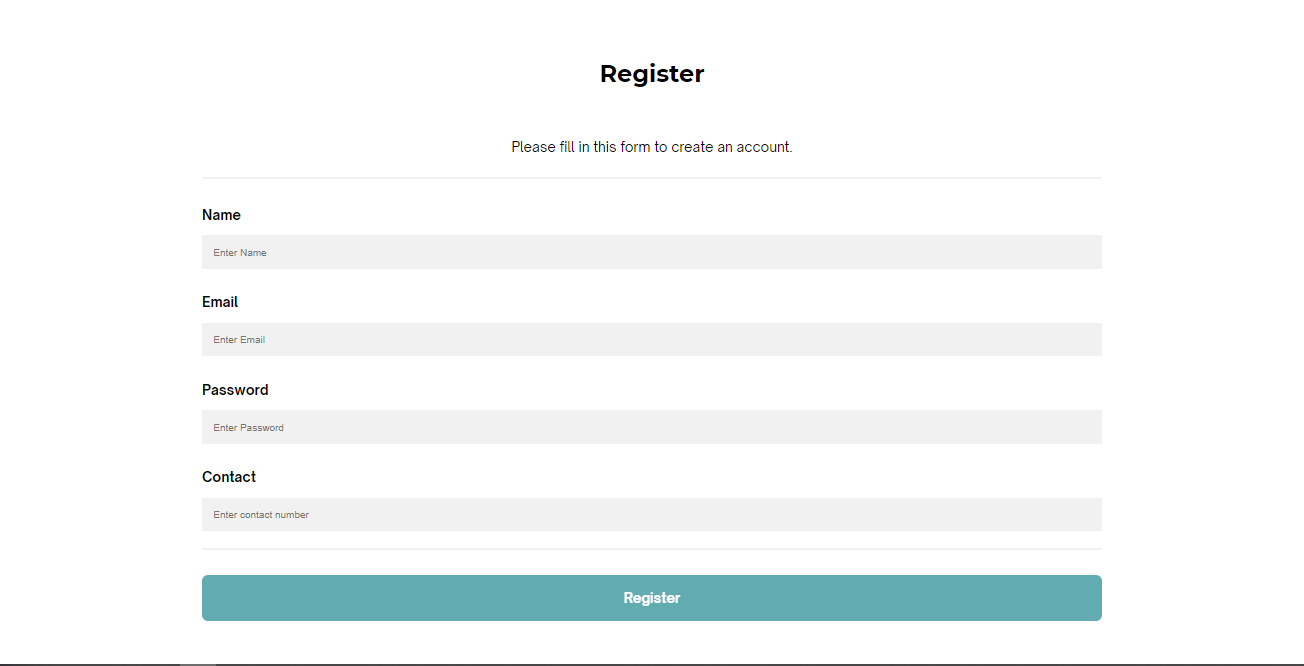 Register
Please fill in this form to create an account.
Name
Enter Name
Email
Enter Email
Password
Enter Password
Contact
Enter contact number
Register